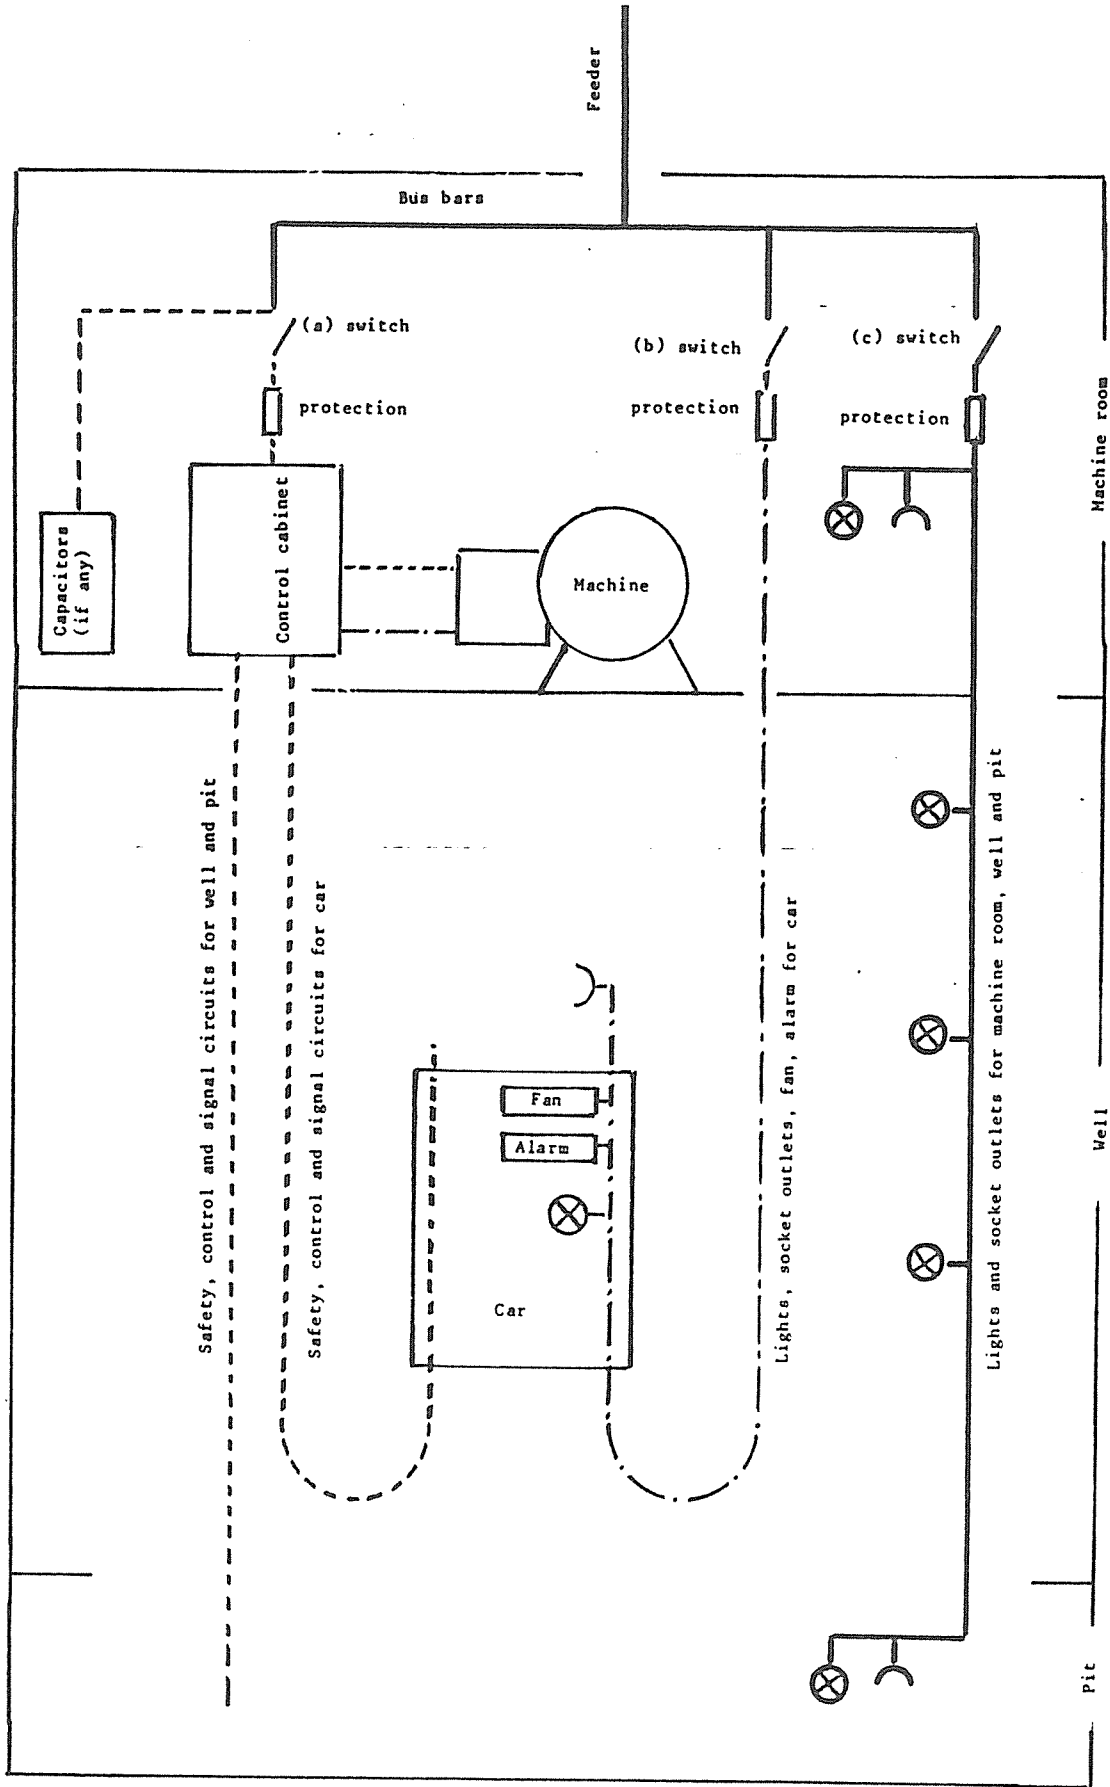 Feeder
Bus bars
(a) switch
(b) switch
(c) switch
protection
protection
protection
Capacitors
(if any)
Control cabinet
Machine
Machine room
Safety, control and signal circuits for well and pit
Safety, control and signal circuits for car
Fan
Alarm
Car
Lights, socket outlets, fan, alarm for car
Lights and socket outlets for machine room, well and pit
Well
Pit